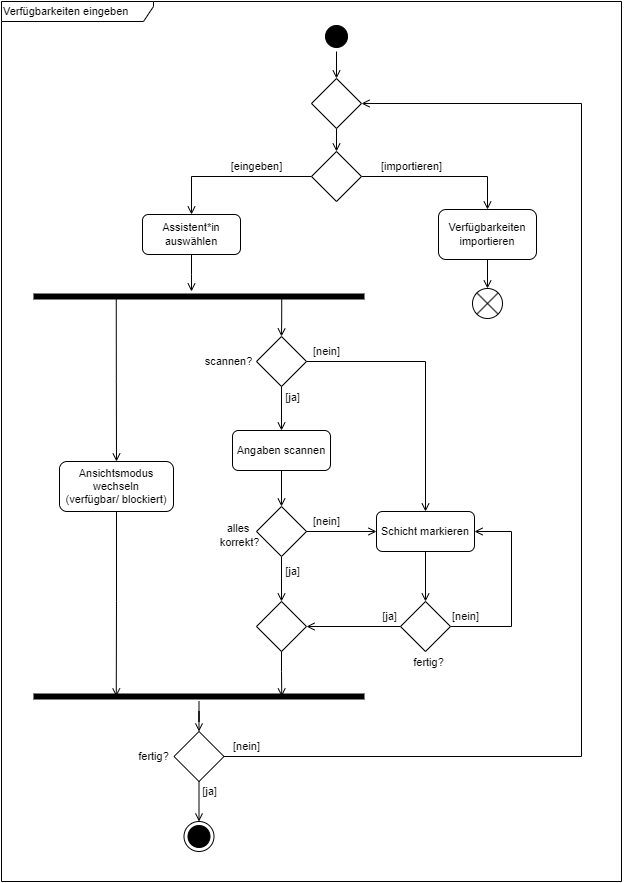 Verfügbarkeiten eingeben
[eingeben]
[importieren]
Assistent*in
auswählen
Verfügbarkeiten
importieren
scannen?
[nein]
[ja]
Angaben scannen
Ansichtsmodus
wechseln
(verfügbar/ blockiert)
alles
korrekt?
[nein]
Schicht markieren
[ja]
[ja]
[nein]
fertig?
fertig?
[nein]
[ja]